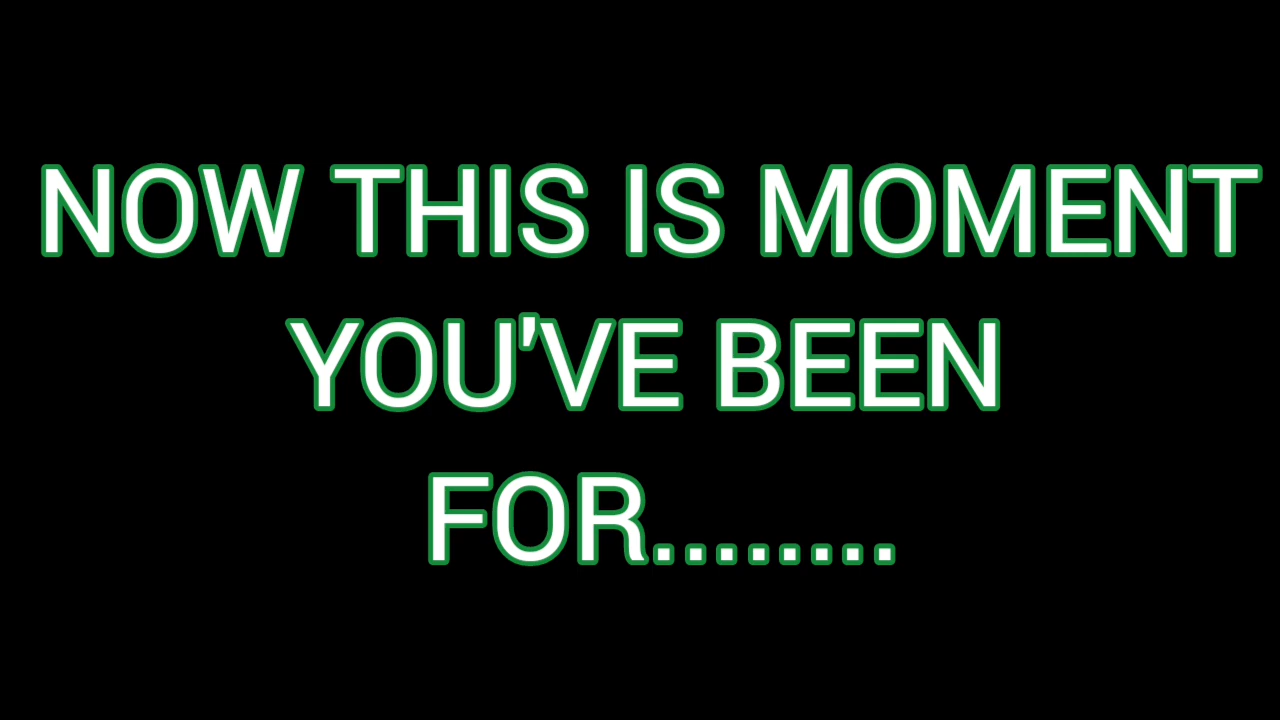 NOW THIS IS MOMENT
YOU'VE BEEN
FOR........